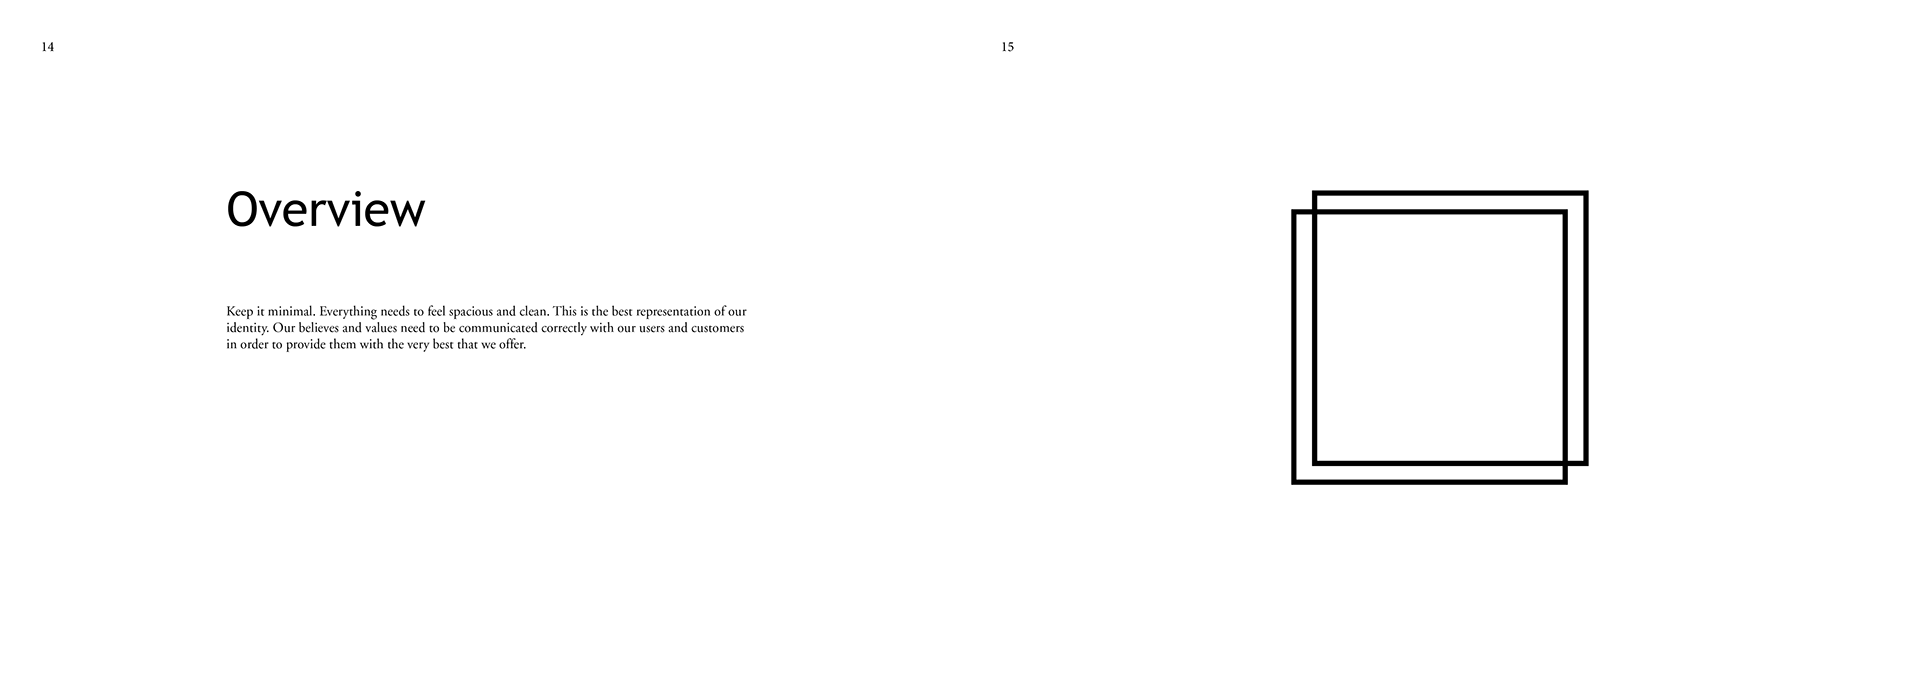 14
Overview
Keep it minimal. Everything needs to feel spacious and clean. This is the best representation of our
identity. Our believes and values need to be communicated correctly with our users and customers
in order to provide them with the very best that we offer.
15